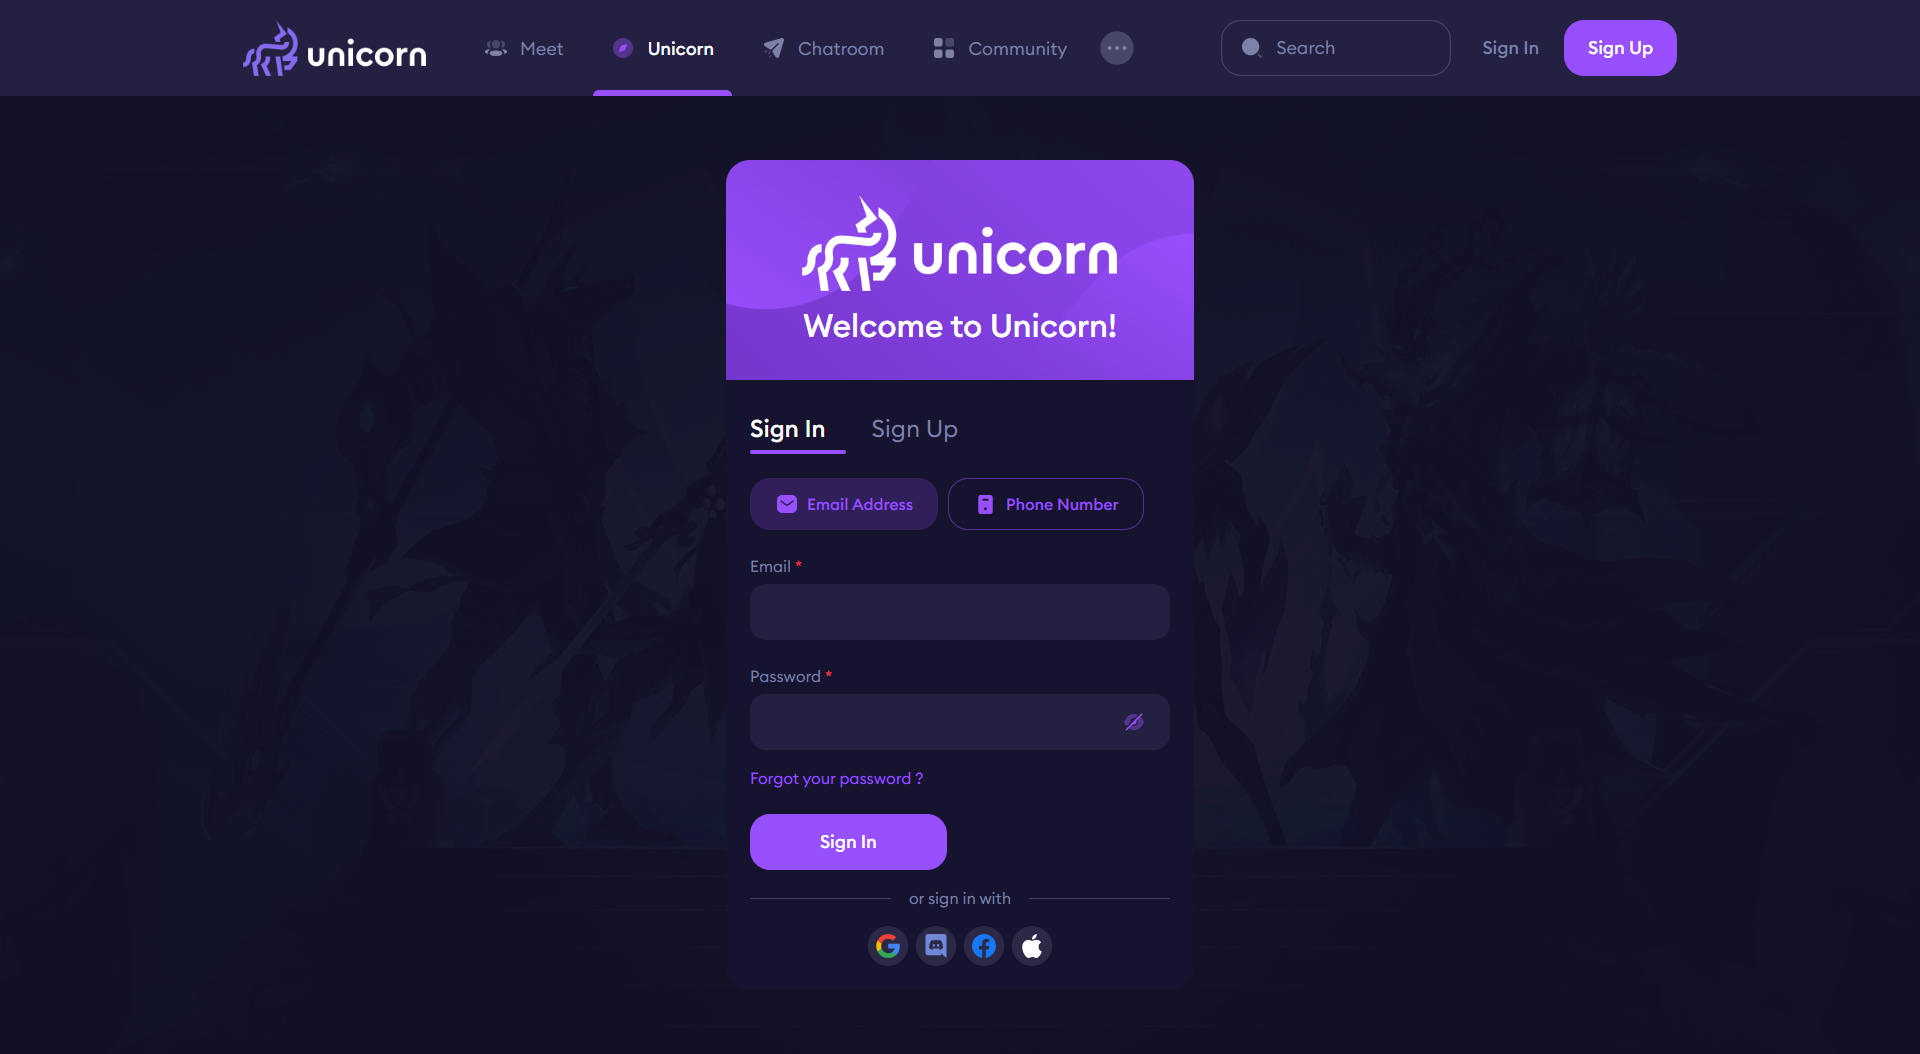 unicorn
Meet
Unicorn
Chatroom
Community
Search
Sign In
Sign Up
unicorn
Welcome to Unicorn!
Sign In Sign Up
Email Address Phone Number
Email *
Password *
Forgot your password ?
Sign In
or sign in with